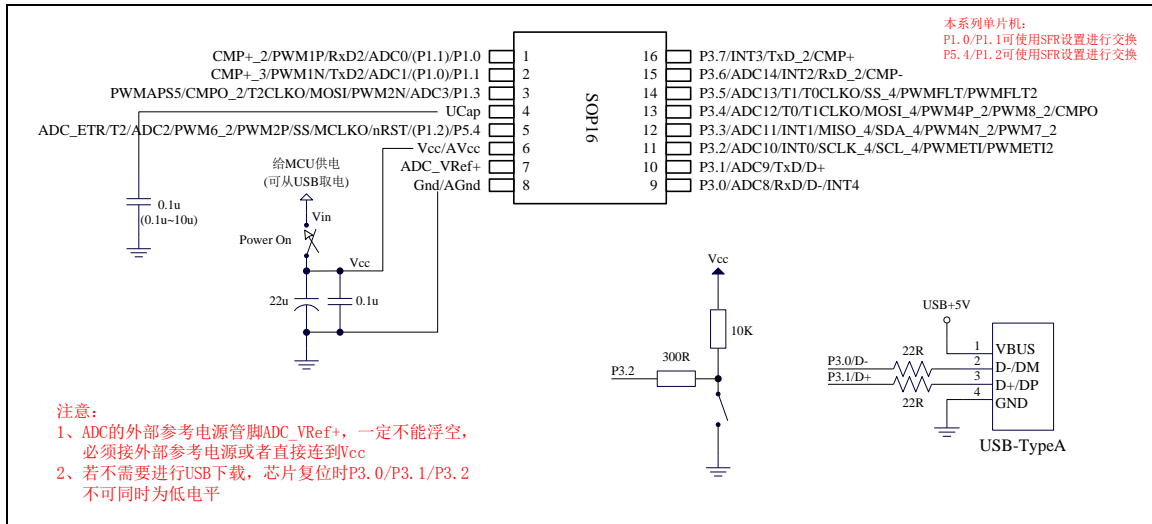 本系列单片机：
P1.0/P1.1可使用SFR设置进行交换
P5.4/P1.2可使用SFR设置进行交换
CMP+_2/PWM1P/RxD2/ADC0/(P1.1)/P1.0 1
CMP+_3/PWM1N/TxD2/ADC1/(P1.0)/P1.1 2
PWMAPS5/CMPO_2/T2CLKO/MOSI/PWM2N/ADC3/P1.3 3
UCap 4
ADC_ETR/T2/ADC2/PWM6_2/PWM2P/SS/MCLKO/nRST/(P1.2)/P5.4 5
Vcc/AVcc 6
ADC_VRef+ 7
Gnd/AGnd 8
SOP16
16 P3.7/INT3/TxD_2/CMP+
15 P3.6/ADC14/INT2/RxD_2/CMP-
14 P3.5/ADC13/T1/T0CLKO/SS_4/PWMFLT/PWMFLT2
13 P3.4/ADC12/T0/T1CLKO/MOSI_4/PWM4P_2/PWM8_2/CMPO
12 P3.3/ADC11/INT1/MISO_4/SDA_4/PWM4N_2/PWM7_2
11 P3.2/ADC10/INT0/SCLK_4/SCL_4/PWMETI/PWMETI2
10 P3.1/ADC9/TxD/D+
9 P3.0/ADC8/RxD/D-/INT4
给MCU供电
(可从USB取电)
0.1u
(0.1u~10u)
Vin
Power On
Vcc
22u
0.1u
Vcc
10K
300R
P3.2
USB+5V
1 VBUS
P3.0/D- 22R 2 D-/DM
P3.1/D+ 22R 3 D+/DP
4 GND
USB-TypeA
注意：
1、ADC的外部参考电源管脚ADC_VRef+，一定不能浮空，
必须接外部参考电源或者直接连到Vcc
2、若不需要进行USB下载，芯片复位时P3.0/P3.1/P3.2
不可同时为低电平